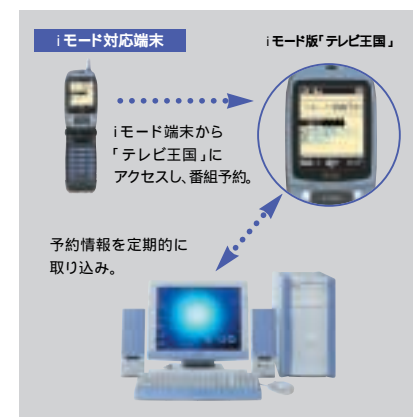 iモード対応端末
iモード版「テレビ王国」
iモード端末から
「テレビ王国」に
アクセスし、番組予約。
予約情報を定期的に
取り込み。